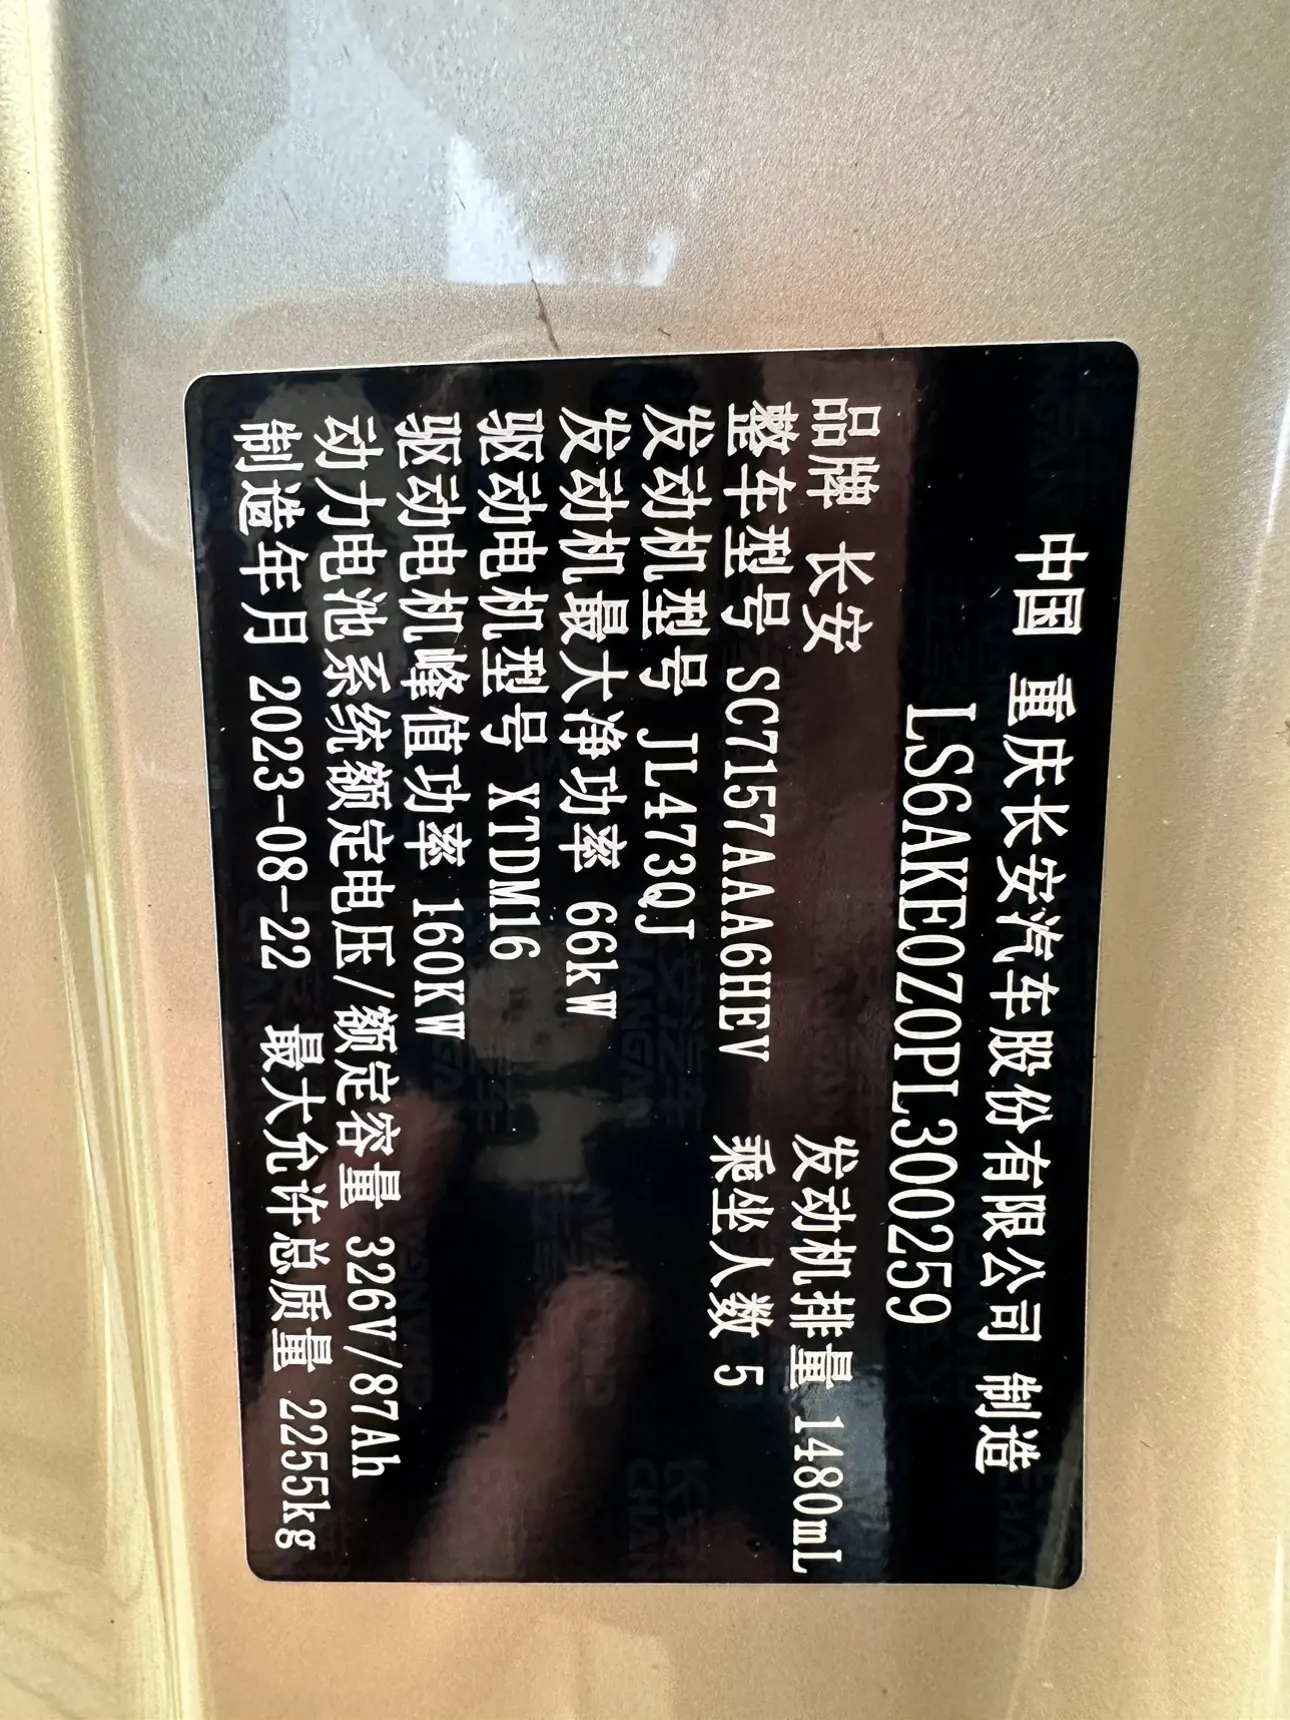 中国 重庆长安汽车股份有限公司 制造
LS6AKE0Z0PL300259
品牌 长安 发动机排量 1480mL
整车型号 SC7157AAA6HEV 乘坐人数 5
发动机型号 JL473QJ
发动机最大净功率 66kW
驱动电机型号 XTDM16
驱动电机峰值功率 160KW
动力电池系统额定电压/额定容量 326V/87Ah
制造年月 2023-08-22 最大允许总质量 2255kg